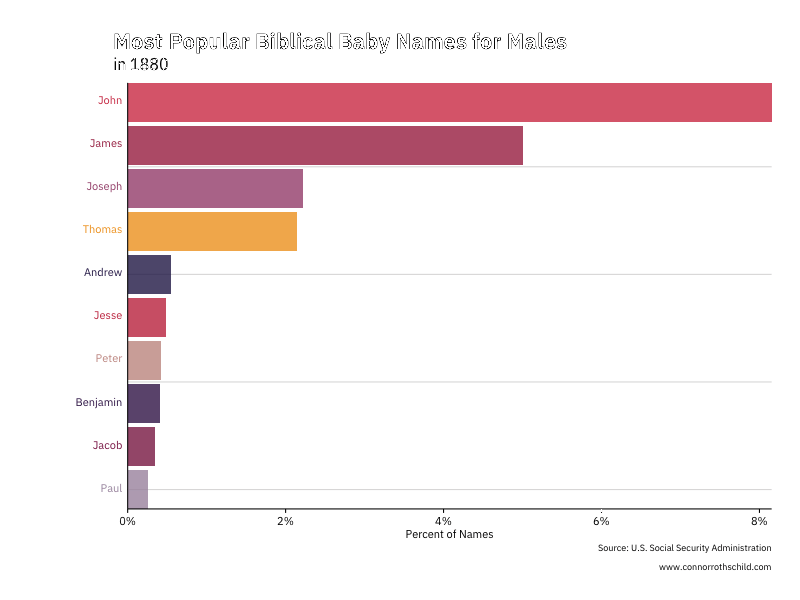 Most Popular Biblical Baby Names for Males
in 1880
John
James
Joseph
Thomas
Andrew
Jesse
Peter
Benjamin
Jacob
Paul
0% 2% 4% 6% 8%
Percent of Names
Source: U.S. Social Security Administration
www.connorrothschild.com